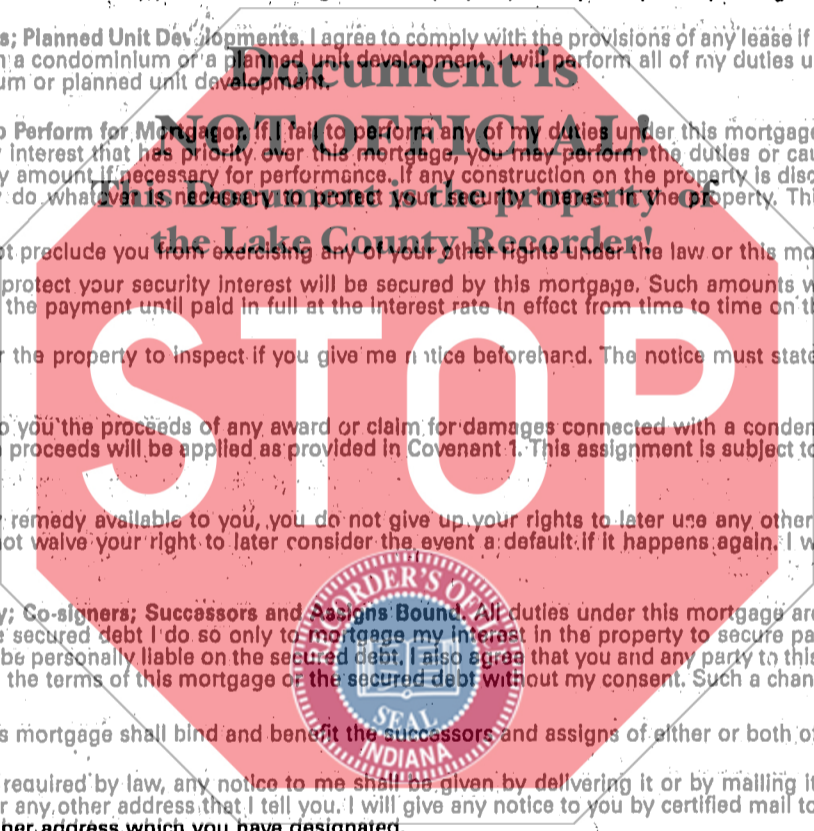 s; Planned Unit Developments. I agree to comply with the provisions of any lease if
n a condominium or a planned unit development, I will perform all of my duties u
um or planned unit development.
Document is
NOT OFFICIAL!
This Document is the property of
the Lake County Recorder!
o Perform for Mortgagor. If I fail to perform any of my duties under this mortgage
interest that has priority over this mortgage, you may perform the duties or cau
y amount if necessary for performance. If any construction on the property is disc
do whatever is necessary to protect your security interest in the property. Thi
ot preclude you from exercising any of your other rights under the law or this mo
protect your security interest will be secured by this mortgage. Such amounts w
the payment until paid in full at the interest rate in effect from time to time on th
STOP
r the property to inspect if you give me notice beforehand. The notice must state
o you the proceeds of any award or claim for damages connected with a conden
proceeds will be applied as provided in Covenant 1. This assignment is subject to
remedy available to you, you do not give up your rights to later use any other
not waive your right to later consider the event a default if it happens again. I w
y; Co-signers; Successors and Assigns Bound. All duties under this mortgage are
e secured debt I do so only to mortgage my interest in the property to secure pa
be personally liable on the secured debt. I also agree that you and any party to this
the terms of this mortgage or the secured debt without my consent. Such a chan
s mortgage shall bind and benefit the successors and assigns of either or both of
RECORDER'S OFFICE
SEAL
INDIANA
required by law, any notice to me shall be given by delivering it or by mailing it
r any other address that I tell you. I will give any notice to you by certified mail to
her address which you have designated.